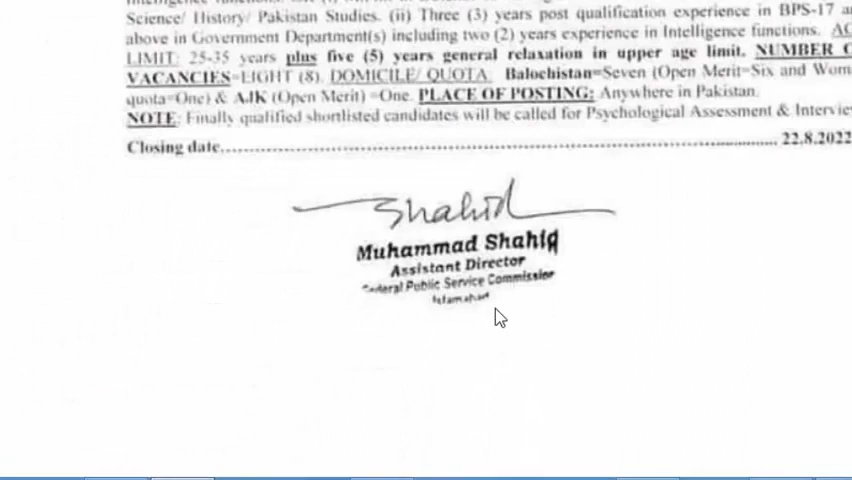 Science/ History/ Pakistan Studies. (ii) Three (3) years post qualification experience in BPS-17
above in Government Department(s) including two (2) years experience in Intelligence functions.
LIMIT: 25-35 years plus five (5) years general relaxation in upper age limit. NUMBER
VACANCIES=EIGHT (8). DOMICILE/ QUOTA. Balochistan=Seven (Open Merit=Six and Wom
quota=One) & AJK (Open Merit) =One. PLACE OF POSTING: Anywhere in Pakistan.
NOTE: Finally qualified shortlisted candidates will be called for Psychological Assessment & Intervie
Closing date.......................................................................................................... 22.8.2022
Shahid
Muhammad Shahid
Assistant Director
Federal Public Service Commission
Islamabad